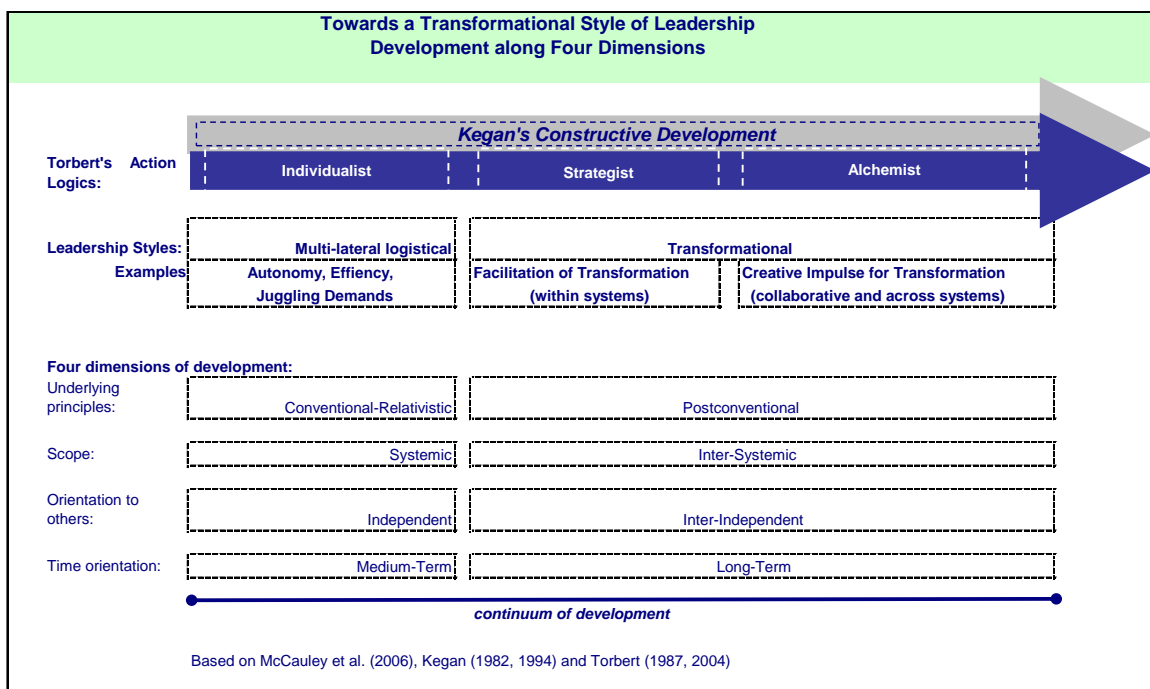 Towards a Transformational Style of Leadership
Development along Four Dimensions
Kegan's Constructive Development
Torbert's Action
Logics:
Individualist
Strategist
Alchemist
Leadership Styles:
Multi-lateral logistical
Transformational
Examples
Autonomy, Effiency,
Juggling Demands
Facilitation of Transformation
(within systems)
Creative Impulse for Transformation
(collaborative and across systems)
Four dimensions of development:
Underlying
principles:
Conventional-Relativistic
Postconventional
Scope:
Systemic
Inter-Systemic
Orientation to
others:
Independent
Inter-Independent
Time orientation:
Medium-Term
Long-Term
continuum of development
Based on McCauley et al. (2006), Kegan (1982, 1994) and Torbert (1987, 2004)